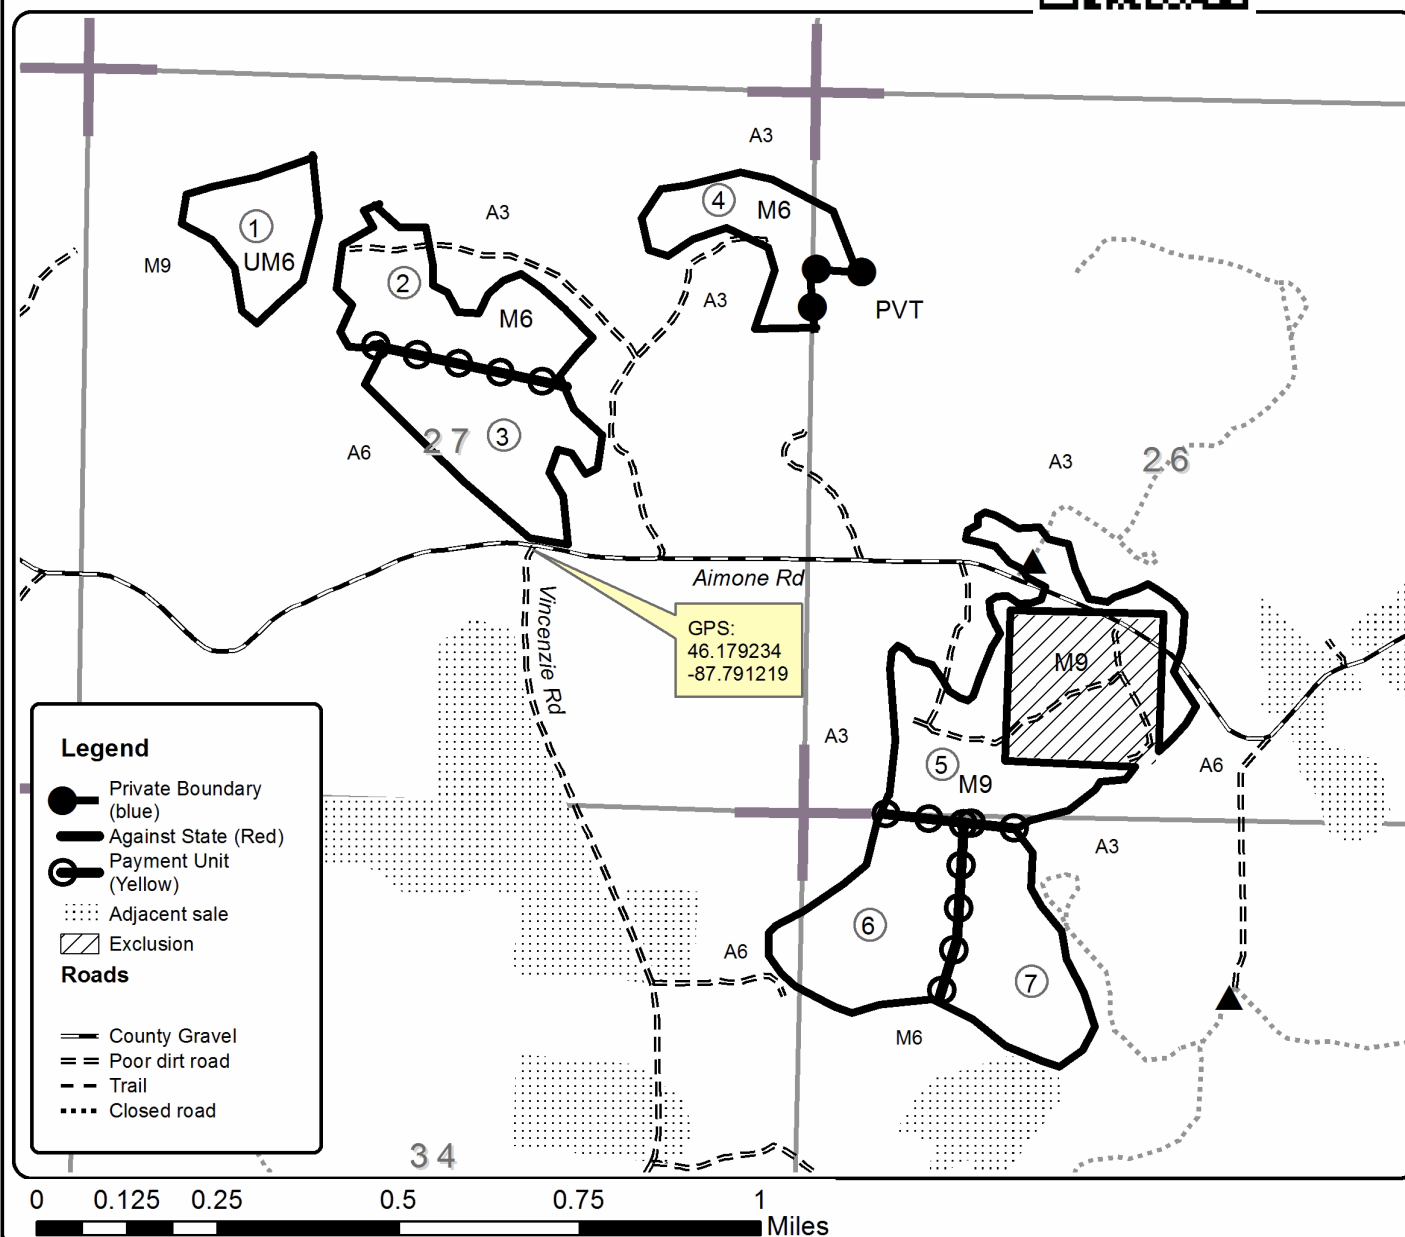 A3
4
M6
A3
1
UM6
M9
2
A3
PVT
M6
3
27
A6
A3
26
Aimone Rd
Vincenzie Rd
GPS:
46.179234
-87.791219
M9
A3
5
M9
A6
A3
6
7
A6
M6
34
Legend
Private Boundary
(blue)
Against State (Red)
Payment Unit
(Yellow)
Adjacent sale
Exclusion
Roads
County Gravel
Poor dirt road
Trail
Closed road
0 0.125 0.25 0.5 0.75 1
Miles